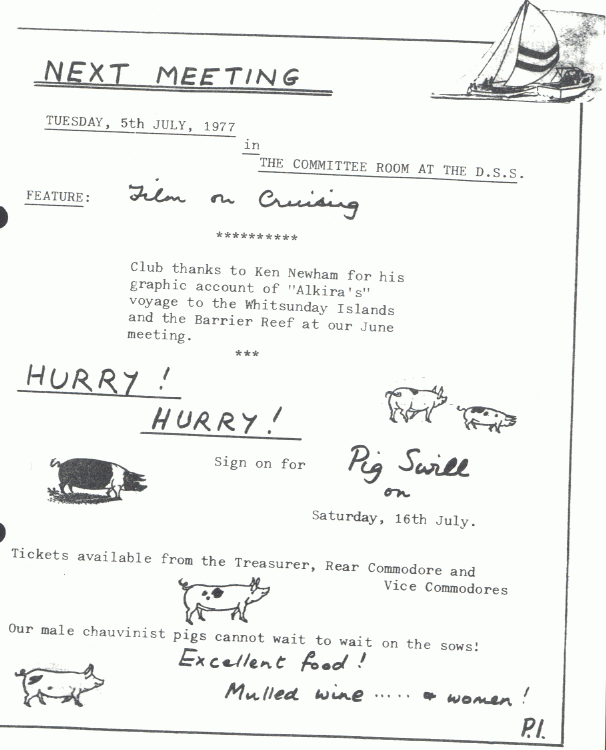 NEXT MEETING
TUESDAY, 5th JULY, 1977
in
THE COMMITTEE ROOM AT THE D.S.S.
FEATURE: Film on Cruising
**********
Club thanks to Ken Newham for his
graphic account of "Alkira's"
voyage to the Whitsunday Islands
and the Barrier Reef at our June
meeting.
***
HURRY !
HURRY !
Sign on for Pig Swill
on
Saturday, 16th July.
Tickets available from the Treasurer, Rear Commodore and
Vice Commodores
Our male chauvinist pigs cannot wait to wait on the sows!
Excellent food !
Mulled wine ..... & women !
P.I.